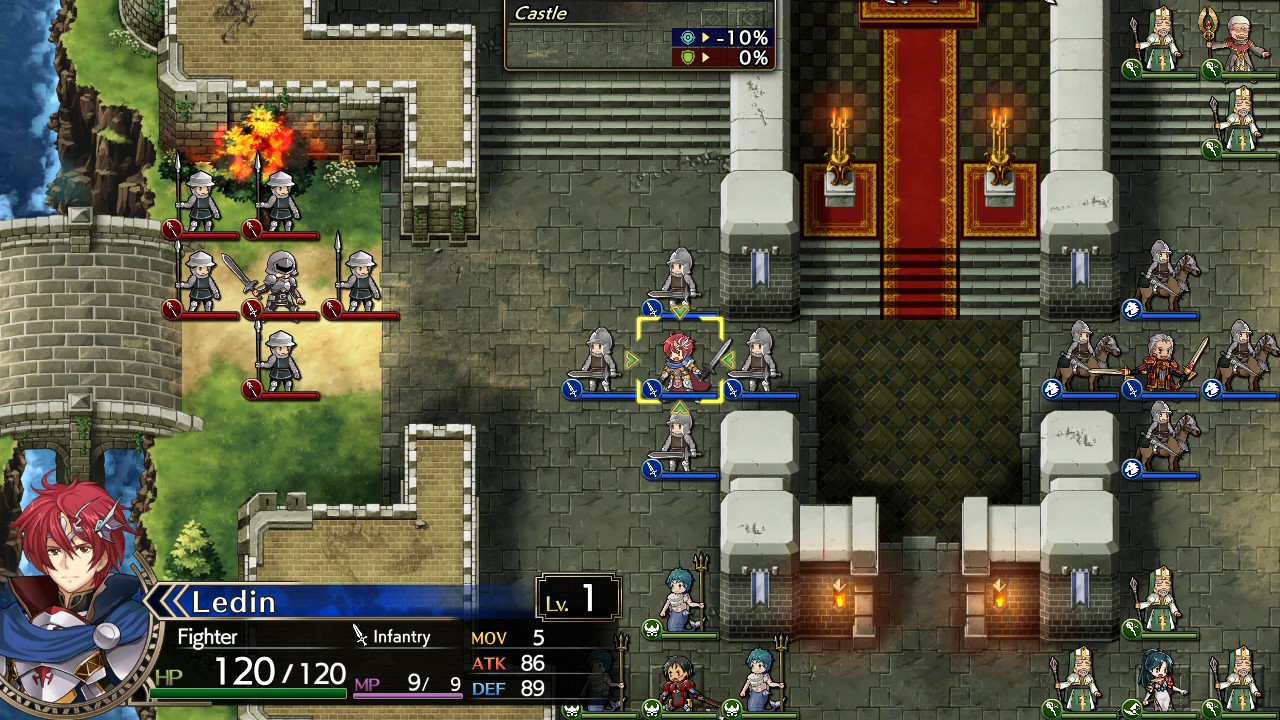 Castle
-10%
0%
Ledin
Lv. 1
Fighter
Infantry
MOV 5
HP 120/120
ATK 86
MP 9/ 9
DEF 89